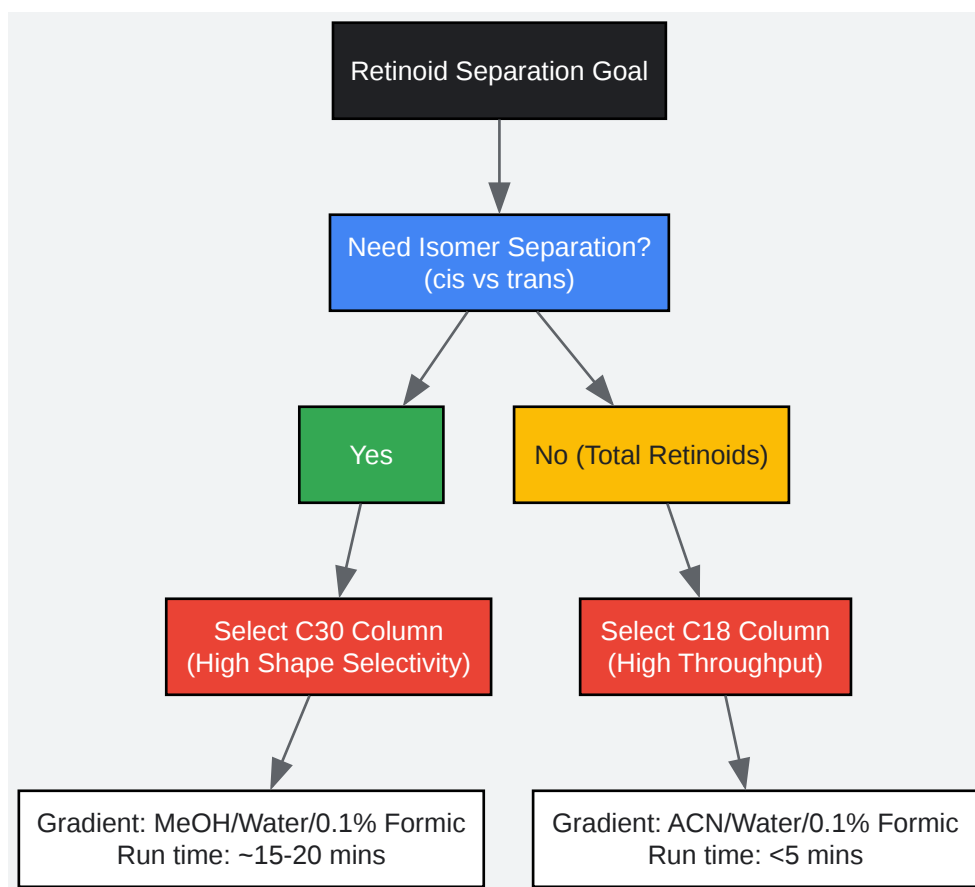 Retinoid Separation Goal
Need Isomer Separation?
(cis vs trans)
Yes
No (Total Retinoids)
Select C30 Column
(High Shape Selectivity)
Select C18 Column
(High Throughput)
Gradient: MeOH/Water/0.1% Formic
Run time: ~15-20 mins
Gradient: ACN/Water/0.1% Formic
Run time: <5 mins